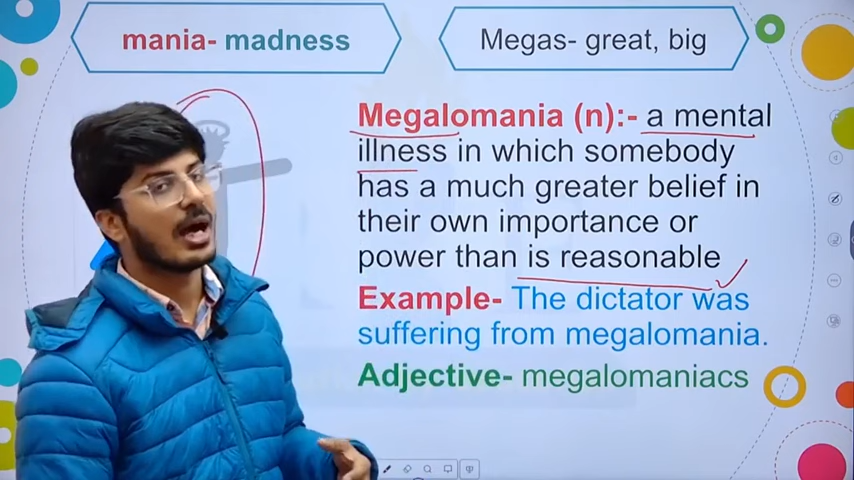 mania- madness
Megas- great, big
Megalomania (n):- a mental
illness in which somebody
has a much greater belief in
their own importance or
power than is reasonable
Example- The dictator was
suffering from megalomania.
Adjective- megalomaniacs